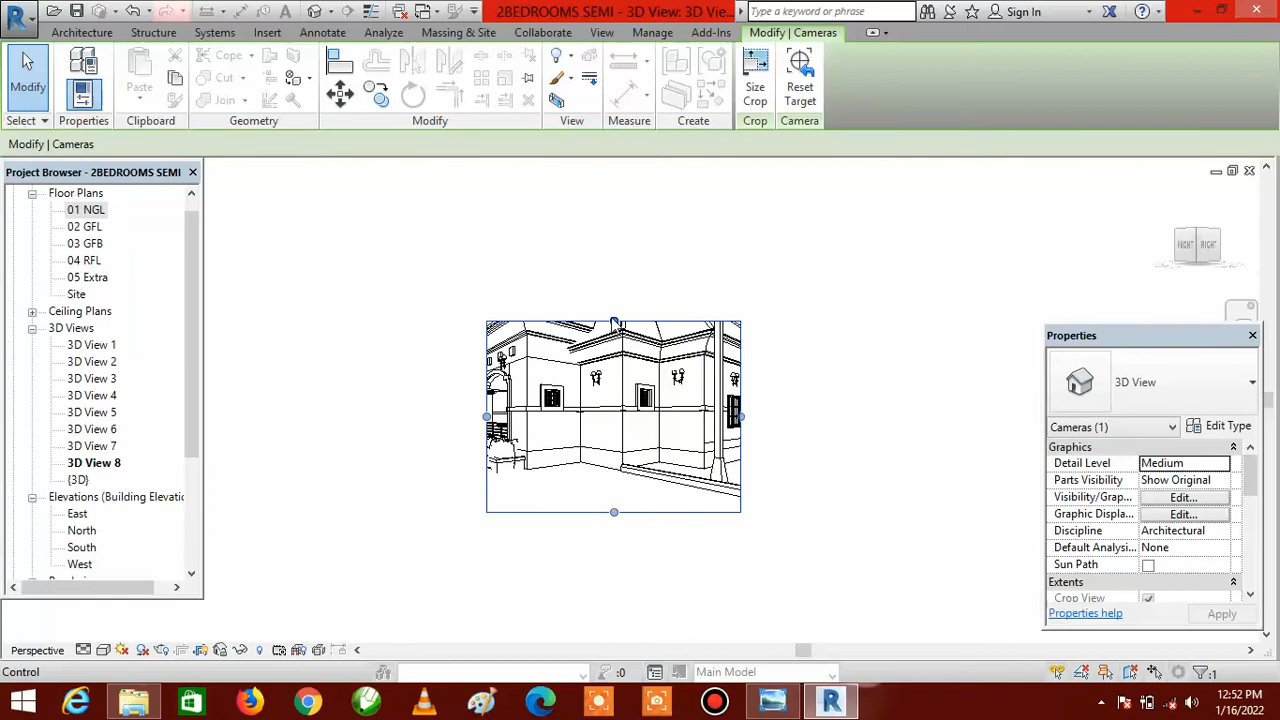 2BEDROOMS SEMI - 3D View: 3D Vie...
Type a keyword or phrase
Sign In
Architecture Structure Systems Insert Annotate Analyze Massing & Site Collaborate View Manage Add-Ins Modify | Cameras
Modify
Select
Properties
Paste
Clipboard
Cope
Cut
Join
Geometry
Modify
View
Measure
Create
Size
Crop
Crop
Reset
Target
Camera
Modify | Cameras
Project Browser - 2BEDROOMS SEMI
Floor Plans
01 NGL
02 GFL
03 GFB
04 RFL
05 Extra
Site
Ceiling Plans
3D Views
3D View 1
3D View 2
3D View 3
3D View 4
3D View 5
3D View 6
3D View 7
3D View 8
{3D}
Elevations (Building Elevatio
East
North
South
West
FRONT RIGHT
Properties
3D View
Cameras (1) Edit Type
Graphics
Detail Level Medium
Parts Visibility Show Original
Visibility/Grap... Edit...
Graphic Displa... Edit...
Discipline Architectural
Default Analysi... None
Sun Path
Extents
Crop View
Properties help Apply
Perspective
Control
:0
Main Model
:1
12:52 PM
1/16/2022